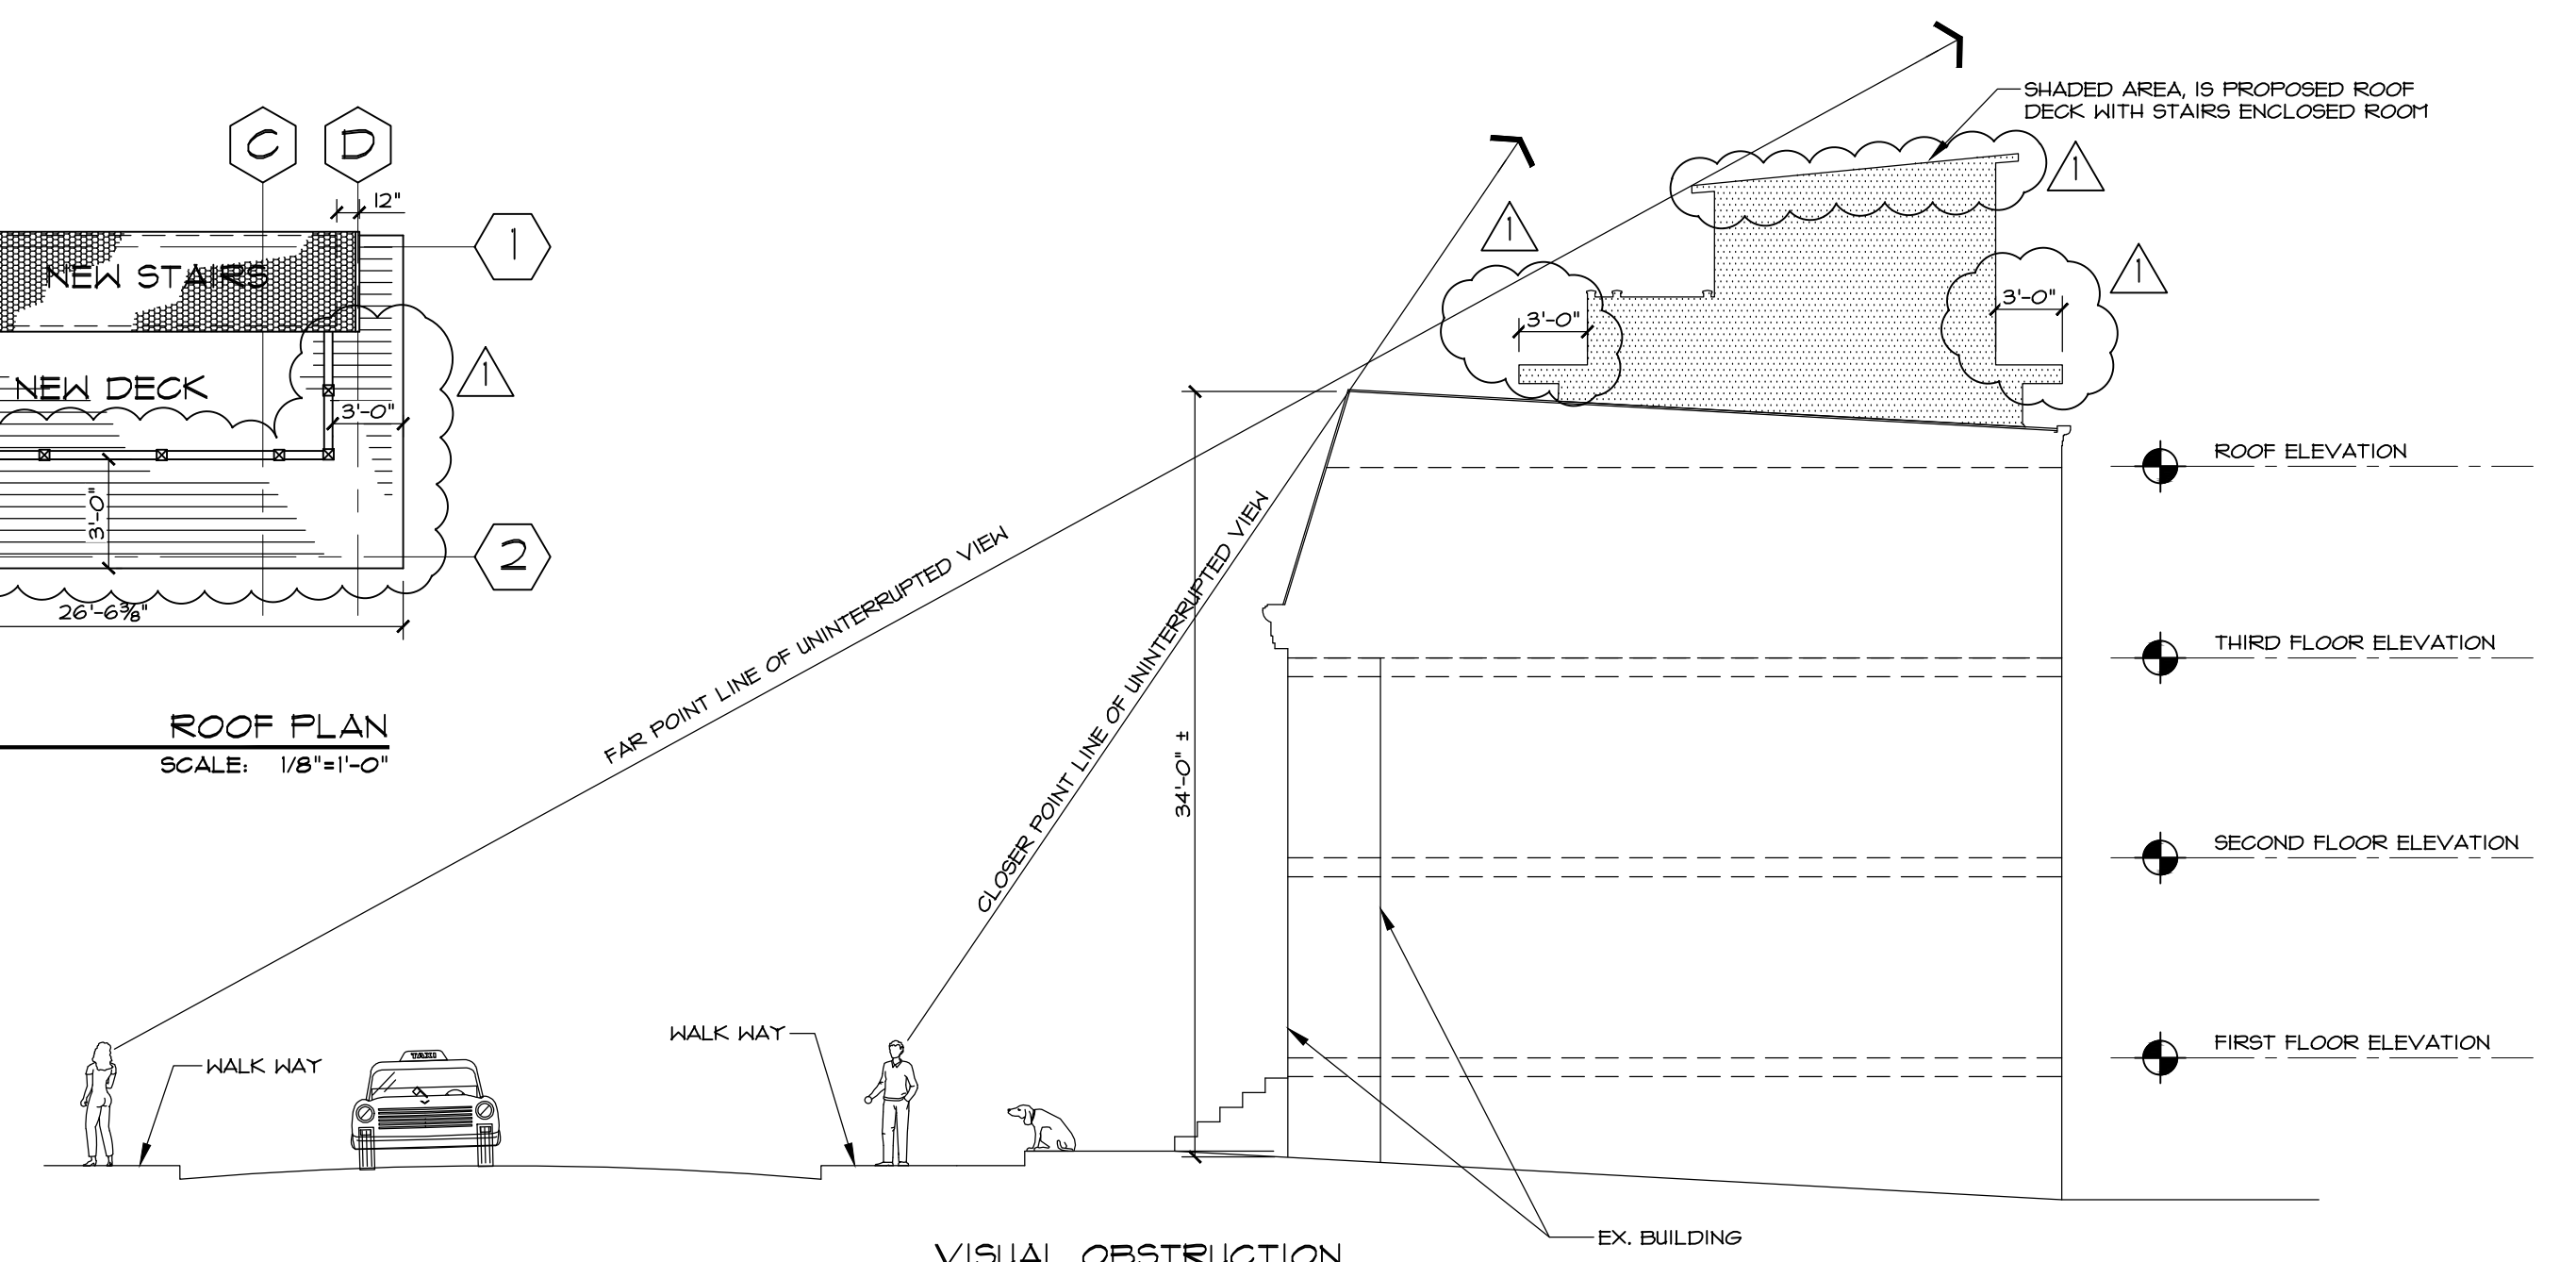 C
D
12"
1
NEW STAIRS
NEW DECK
1
3'-0"
3'-0"
2
26'-6⅜"
ROOF PLAN
SCALE: 1/8"=1'-0"
SHADED AREA, IS PROPOSED ROOF
DECK WITH STAIRS ENCLOSED ROOM
1
1
1
3'-0"
3'-0"
FAR POINT LINE OF UNINTERRUPTED VIEW
CLOSER POINT LINE OF UNINTERRUPTED VIEW
34'-0" ±
ROOF ELEVATION
THIRD FLOOR ELEVATION
SECOND FLOOR ELEVATION
FIRST FLOOR ELEVATION
WALK WAY
TAXI
WALK WAY
EX. BUILDING
VISUAL OBSTRUCTION